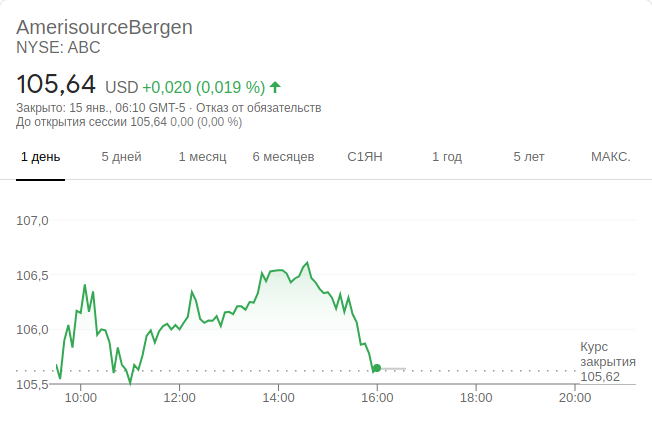 AmerisourceBergen
NYSE: ABC
105,64 USD +0,020 (0,019 %)
Закрыто: 15 янв., 06:10 GMT-5 · Отказ от обязательств
До открытия сессии 105,64 0,00 (0,00 %)
1 день 5 дней 1 месяц 6 месяцев С1ЯН 1 год 5 лет МАКС.
107,0
106,5
106,0
105,5
Курс
закрытия
105,62
10:00 12:00 14:00 16:00 18:00 20:00